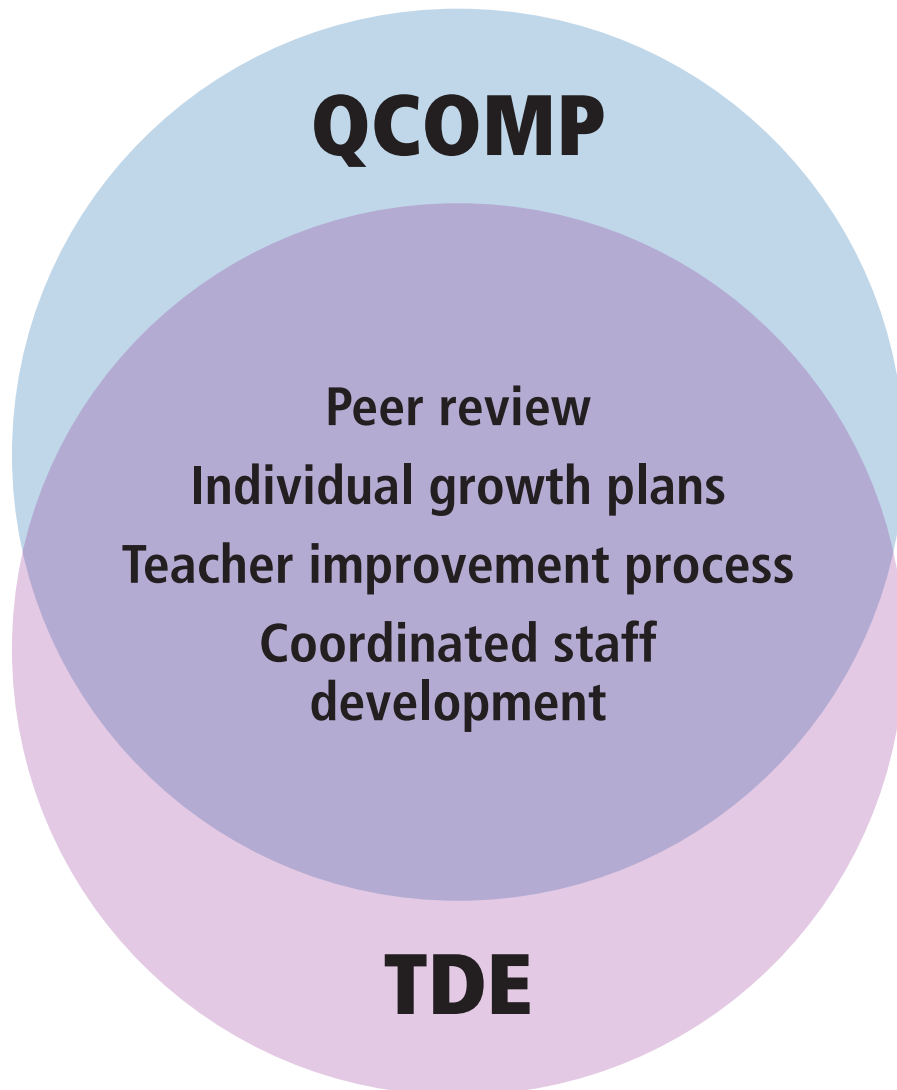 QCOMP
Peer review
Individual growth plans
Teacher improvement process
Coordinated staff
development
TDE